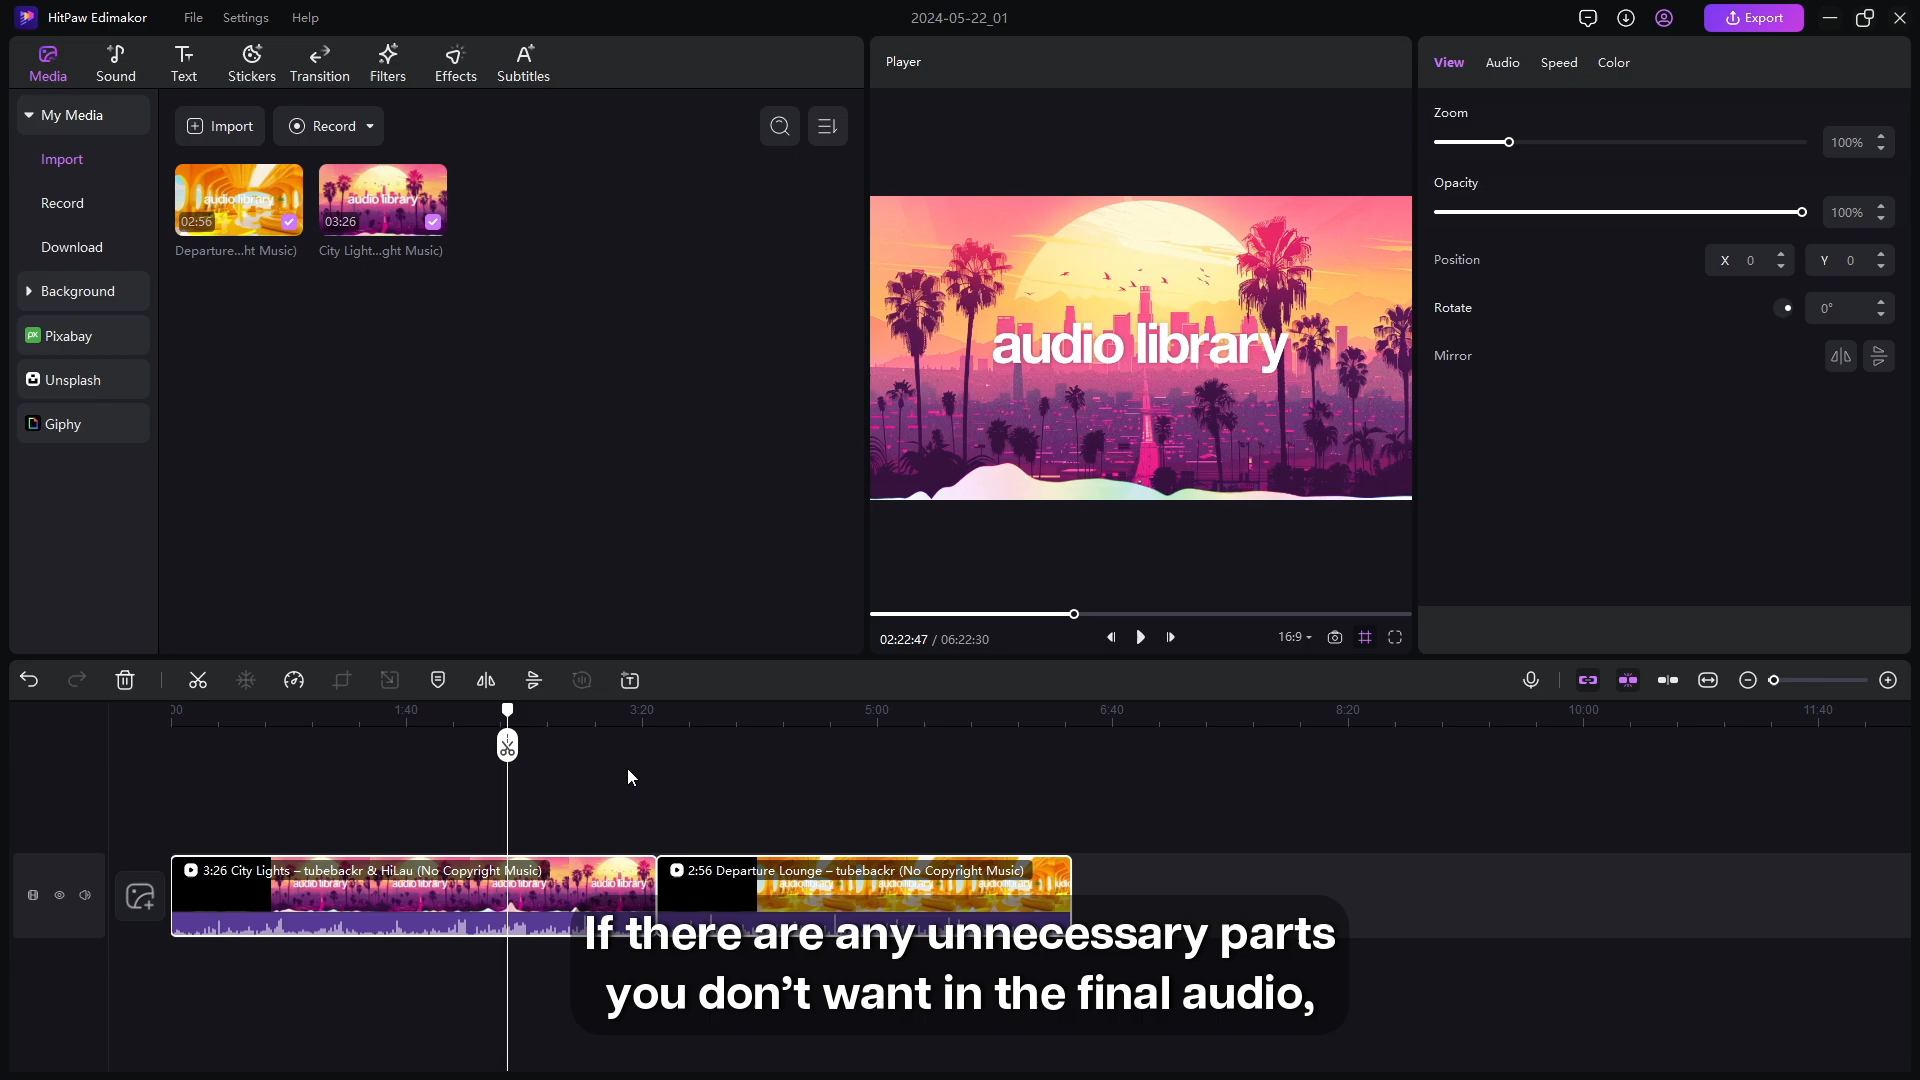 HitPaw Edimakor
File
Settings
Help
2024-05-22_01
Export
Media
Sound
Text
Stickers
Transition
Filters
Effects
Subtitles
Player
View
Audio
Speed
Color
My Media
Import
Record
Download
Background
Pixabay
Unsplash
Giphy
Import
Record
audio library
02:56
Departure...ht Music)
audio library
03:26
City Light...ght Music)
audio library
02:22:47 / 06:22:30
16:9
Zoom
100%
Opacity
100%
Position
X 0
Y 0
Rotate
0°
Mirror
00
1:40
3:20
5:00
6:40
8:20
10:00
11:40
3:26 City Lights – tubebackr & HiLau (No Copyright Music)
2:56 Departure Lounge – tubebackr (No Copyright Music)
If there are any unnecessary parts
you don't want in the final audio,